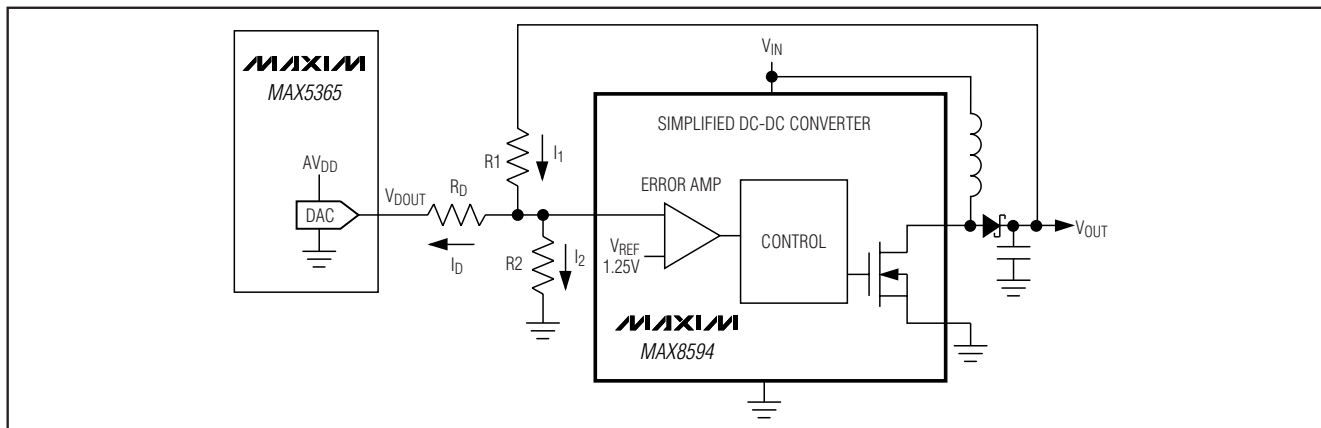 MAXIM
MAX5365
AVDD
DAC
VDOUT
RD
ID
R1
I1
R2
I2
VIN
SIMPLIFIED DC-DC CONVERTER
ERROR AMP
VREF
1.25V
CONTROL
MAXIM
MAX8594
VOUT